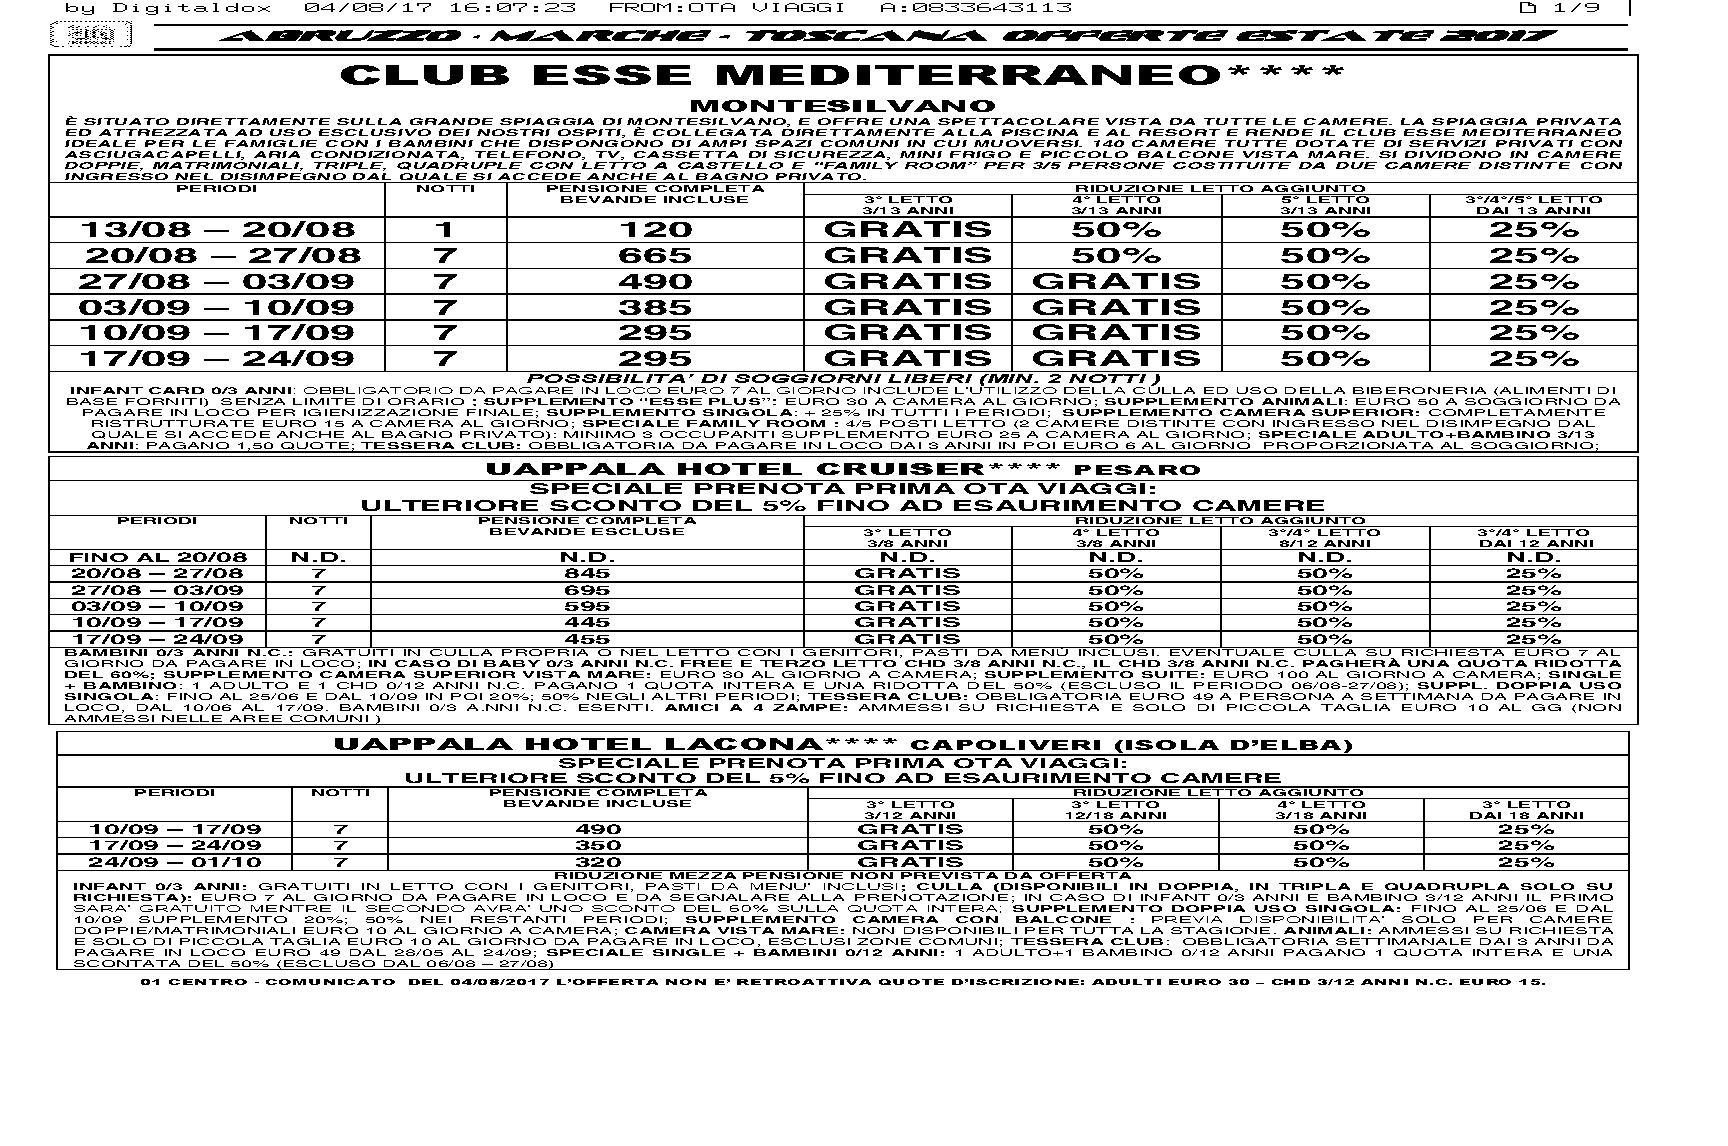 by Digitaldox 04/08/17 16:07:23 FROM:OTA VIAGGI A:0833643113 1/9
ABRUZZO - MARCHE - TOSCANA OFFERTE ESTATE 2017
CLUB ESSE MEDITERRANEO****
MONTESILVANO
È SITUATO DIRETTAMENTE SULLA GRANDE SPIAGGIA DI MONTESILVANO, E OFFRE UNA SPETTACOLARE VISTA DA TUTTE LE CAMERE. LA SPIAGGIA PRIVATA
ED ATTREZZATA AD USO ESCLUSIVO DEI NOSTRI OSPITI, È COLLEGATA DIRETTAMENTE ALLA PISCINA E AL RESORT E RENDE IL CLUB ESSE MEDITERRANEO
IDEALE PER LE FAMIGLIE CON I BAMBINI CHE DISPONGONO DI AMPI SPAZI COMUNI IN CUI MUOVERSI. 140 CAMERE TUTTE DOTATE DI SERVIZI PRIVATI CON
ASCIUGACAPELLI, ARIA CONDIZIONATA, TELEFONO, TV, CASSETTA DI SICUREZZA, MINI FRIGO E PICCOLO BALCONE VISTA MARE. SI DIVIDONO IN CAMERE
DOPPIE, MATRIMONIALI, TRIPLE, QUADRUPLE CON LETTO A CASTELLO E “FAMILY ROOM” PER 3/5 PERSONE COSTITUITE DA DUE CAMERE DISTINTE CON
INGRESSO NEL DISIMPEGNO DAL QUALE SI ACCEDE ANCHE AL BAGNO PRIVATO.
PERIODI NOTTI PENSIONE COMPLETA RIDUZIONE LETTO AGGIUNTO
BEVANDE INCLUSE 3° LETTO 4° LETTO 5° LETTO 3°/4°/5° LETTO
3/13 ANNI 3/13 ANNI 3/13 ANNI DAI 13 ANNI
13/08 – 20/08 1 120 GRATIS 50% 50% 25%
20/08 – 27/08 7 665 GRATIS 50% 50% 25%
27/08 – 03/09 7 490 GRATIS GRATIS 50% 25%
03/09 – 10/09 7 385 GRATIS GRATIS 50% 25%
10/09 – 17/09 7 295 GRATIS GRATIS 50% 25%
17/09 – 24/09 7 295 GRATIS GRATIS 50% 25%
POSSIBILITA’ DI SOGGIORNI LIBERI (MIN. 2 NOTTI )
INFANT CARD 0/3 ANNI: OBBLIGATORIO DA PAGARE IN LOCO EURO 7 AL GIORNO INCLUDE L’UTILIZZO DELLA CULLA ED USO DELLA BIBERONERIA (ALIMENTI DI
BASE FORNITI) SENZA LIMITE DI ORARIO ; SUPPLEMENTO “ESSE PLUS”: EURO 30 A CAMERA AL GIORNO; SUPPLEMENTO ANIMALI: EURO 50 A SOGGIORNO DA
PAGARE IN LOCO PER IGIENIZZAZIONE FINALE; SUPPLEMENTO SINGOLA: + 25% IN TUTTI I PERIODI; SUPPLEMENTO CAMERA SUPERIOR: COMPLETAMENTE
RISTRUTTURATE EURO 15 A CAMERA AL GIORNO; SPECIALE FAMILY ROOM : 4/5 POSTI LETTO (2 CAMERE DISTINTE CON INGRESSO NEL DISIMPEGNO DAL
QUALE SI ACCEDE ANCHE AL BAGNO PRIVATO): MINIMO 3 OCCUPANTI SUPPLEMENTO EURO 25 A CAMERA AL GIORNO; SPECIALE ADULTO+BAMBINO 3/13
ANNI: PAGANO 1,50 QUOTE; TESSERA CLUB: OBBLIGATORIA DA PAGARE IN LOCO DAI 3 ANNI IN POI EURO 6 AL GIORNO PROPORZIONATA AL SOGGIORNO;
UAPPALA HOTEL CRUISER**** PESARO
SPECIALE PRENOTA PRIMA OTA VIAGGI:
ULTERIORE SCONTO DEL 5% FINO AD ESAURIMENTO CAMERE
PERIODI NOTTI PENSIONE COMPLETA RIDUZIONE LETTO AGGIUNTO
BEVANDE ESCLUSE 3° LETTO 4° LETTO 3°/4° LETTO 3°/4° LETTO
3/8 ANNI 3/8 ANNI 8/12 ANNI DAI 12 ANNI
FINO AL 20/08 N.D. N.D. N.D. N.D. N.D. N.D.
20/08 – 27/08 7 845 GRATIS 50% 50% 25%
27/08 – 03/09 7 695 GRATIS 50% 50% 25%
03/09 – 10/09 7 595 GRATIS 50% 50% 25%
10/09 – 17/09 7 445 GRATIS 50% 50% 25%
17/09 – 24/09 7 455 GRATIS 50% 50% 25%
BAMBINI 0/3 ANNI N.C.: GRATUITI IN CULLA PROPRIA O NEL LETTO CON I GENITORI, PASTI DA MENÙ INCLUSI. EVENTUALE CULLA SU RICHIESTA EURO 7 AL
GIORNO DA PAGARE IN LOCO; IN CASO DI BABY 0/3 ANNI N.C. FREE E TERZO LETTO CHD 3/8 ANNI N.C., IL CHD 3/8 ANNI N.C. PAGHERÀ UNA QUOTA RIDOTTA
DEL 60%; SUPPLEMENTO CAMERA SUPERIOR VISTA MARE: EURO 30 AL GIORNO A CAMERA; SUPPLEMENTO SUITE: EURO 100 AL GIORNO A CAMERA; SINGLE
+ BAMBINO: 1 ADULTO E 1 CHD 0/12 ANNI N.C. PAGANO 1 QUOTA INTERA E UNA RIDOTTA DEL 50% (ESCLUSO IL PERIODO 06/08-27/08); SUPPL. DOPPIA USO
SINGOLA: FINO AL 25/06 E DAL 10/09 IN POI 20%; 50% NEGLI ALTRI PERIODI; TESSERA CLUB: OBBLIGATORIA EURO 49 A PERSONA A SETTIMANA DA PAGARE IN
LOCO, DAL 10/06 AL 17/09. BAMBINI 0/3 A.NNI N.C. ESENTI. AMICI A 4 ZAMPE: AMMESSI SU RICHIESTA E SOLO DI PICCOLA TAGLIA EURO 10 AL GG (NON
AMMESSI NELLE AREE COMUNI )
UAPPALA HOTEL LACONA**** CAPOLIVERI (ISOLA D’ELBA)
SPECIALE PRENOTA PRIMA OTA VIAGGI:
ULTERIORE SCONTO DEL 5% FINO AD ESAURIMENTO CAMERE
PERIODI NOTTI PENSIONE COMPLETA RIDUZIONE LETTO AGGIUNTO
BEVANDE INCLUSE 3° LETTO 3° LETTO 4° LETTO 3° LETTO
3/12 ANNI 12/18 ANNI 3/18 ANNI DAI 18 ANNI
10/09 – 17/09 7 490 GRATIS 50% 50% 25%
17/09 – 24/09 7 350 GRATIS 50% 50% 25%
24/09 – 01/10 7 320 GRATIS 50% 50% 25%
RIDUZIONE MEZZA PENSIONE NON PREVISTA DA OFFERTA
INFANT 0/3 ANNI: GRATUITI IN LETTO CON I GENITORI, PASTI DA MENU’ INCLUSI; CULLA (DISPONIBILI IN DOPPIA, IN TRIPLA E QUADRUPLA SOLO SU
RICHIESTA): EURO 7 AL GIORNO DA PAGARE IN LOCO E DA SEGNALARE ALLA PRENOTAZIONE; IN CASO DI INFANT 0/3 ANNI E BAMBINO 3/12 ANNI IL PRIMO
SARA’ GRATUITO MENTRE IL SECONDO AVRA’ UNO SCONTO DEL 60% SULLA QUOTA INTERA; SUPPLEMENTO DOPPIA USO SINGOLA: FINO AL 25/06 E DAL
10/09 SUPPLEMENTO 20%; 50% NEI RESTANTI PERIODI; SUPPLEMENTO CAMERA CON BALCONE : PREVIA DISPONIBILITA’ SOLO PER CAMERE
DOPPIE/MATRIMONIALI EURO 10 AL GIORNO A CAMERA; CAMERA VISTA MARE: NON DISPONIBILI PER TUTTA LA STAGIONE. ANIMALI: AMMESSI SU RICHIESTA
E SOLO DI PICCOLA TAGLIA EURO 10 AL GIORNO DA PAGARE IN LOCO, ESCLUSI ZONE COMUNI; TESSERA CLUB: OBBLIGATORIA SETTIMANALE DAI 3 ANNI DA
PAGARE IN LOCO EURO 49 DAL 28/05 AL 24/09; SPECIALE SINGLE + BAMBINI 0/12 ANNI: 1 ADULTO+1 BAMBINO 0/12 ANNI PAGANO 1 QUOTA INTERA E UNA
SCONTATA DEL 50% (ESCLUSO DAL 06/08 – 27/08)
01 CENTRO - COMUNICATO DEL 04/08/2017 L’OFFERTA NON E’ RETROATTIVA QUOTE D’ISCRIZIONE: ADULTI EURO 30 – CHD 3/12 ANNI N.C. EURO 15.